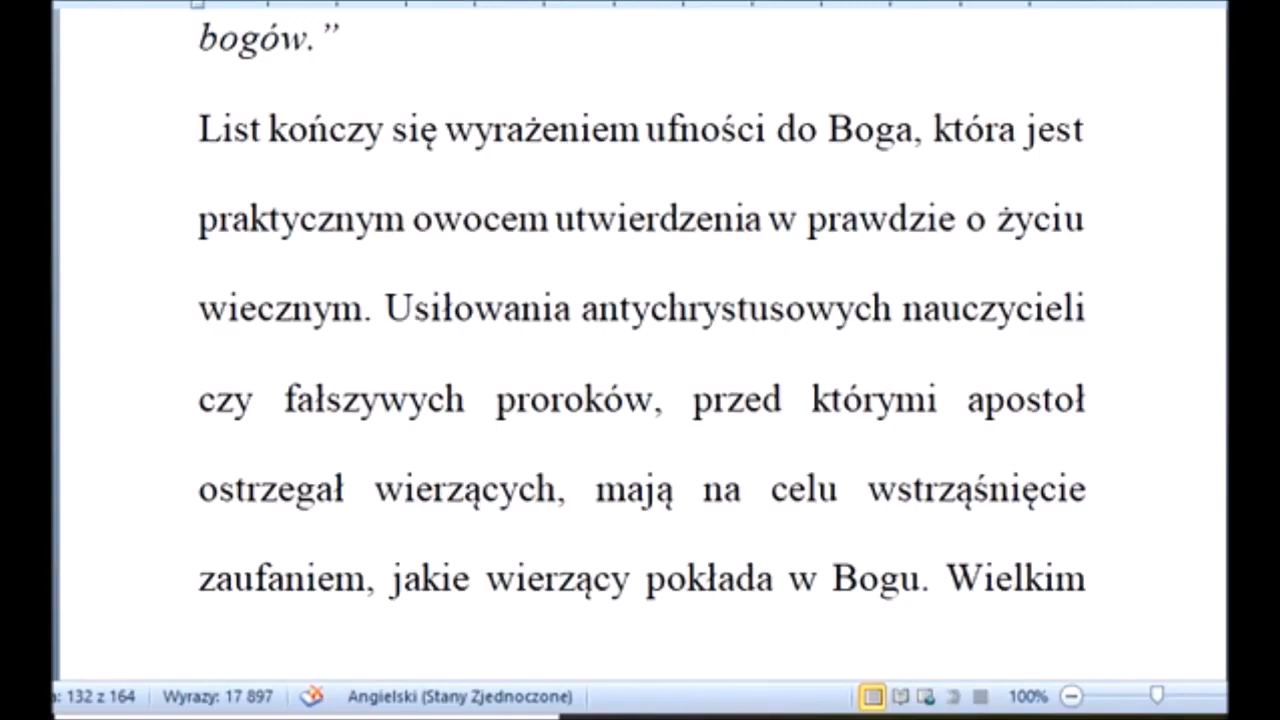 bogów.”
List kończy się wyrażeniem ufności do Boga, która jest
praktycznym owocem utwierdzenia w prawdzie o życiu
wiecznym. Usiłowania antychrystusowych nauczycieli
czy fałszywych proroków, przed którymi apostoł
ostrzegał wierzących, mają na celu wstrząśnięcie
zaufaniem, jakie wierzący pokłada w Bogu. Wielkim
: 132 z 164 Wyrazy: 17 897 Angielski (Stany Zjednoczone) 100%